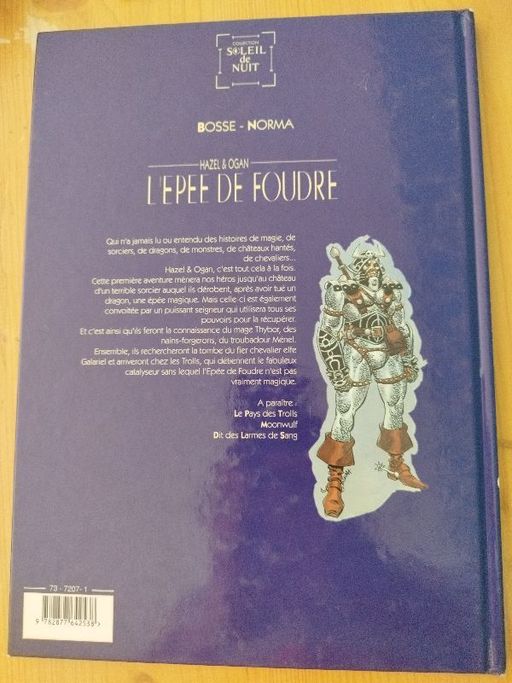 COLLECTION
SOLEIL
de
NUIT
BOSSE - NORMA
HAZEL & OGAN
L'EPEE DE FOUDRE
Qui n'a jamais lu ou entendu des histoires de magie, de
sorciers, de dragons, de monstres, de châteaux hantés,
de chevaliers...
Hazel & Ogan, c'est tout cela à la fois.
Cette première aventure mènera nos héros jusqu'au château
d'un terrible sorcier auquel ils dérobent, après avoir tué un
dragon, une épée magique. Mais celle ci est également
convoitée par un puissant seigneur qui utilisera tous ses
pouvoirs pour la récupérer.
Et c'est ainsi qu'ils feront la connaissance du mage Thybor, des
nains-forgerons, du troubadour Ménel.
Ensemble, ils rechercheront la tombe du fier chevalier elfe
Galariel et arriveront chez les Trolls, qui détiennent le fabuleux
catalyseur sans lequel l'Epée de Foudre n'est pas
vraiment magique.
A paraître :
Le Pays des Trolls
Moonwulf
Dit des Larmes de Sang
73 - 7207- 1
9 782877 642538>